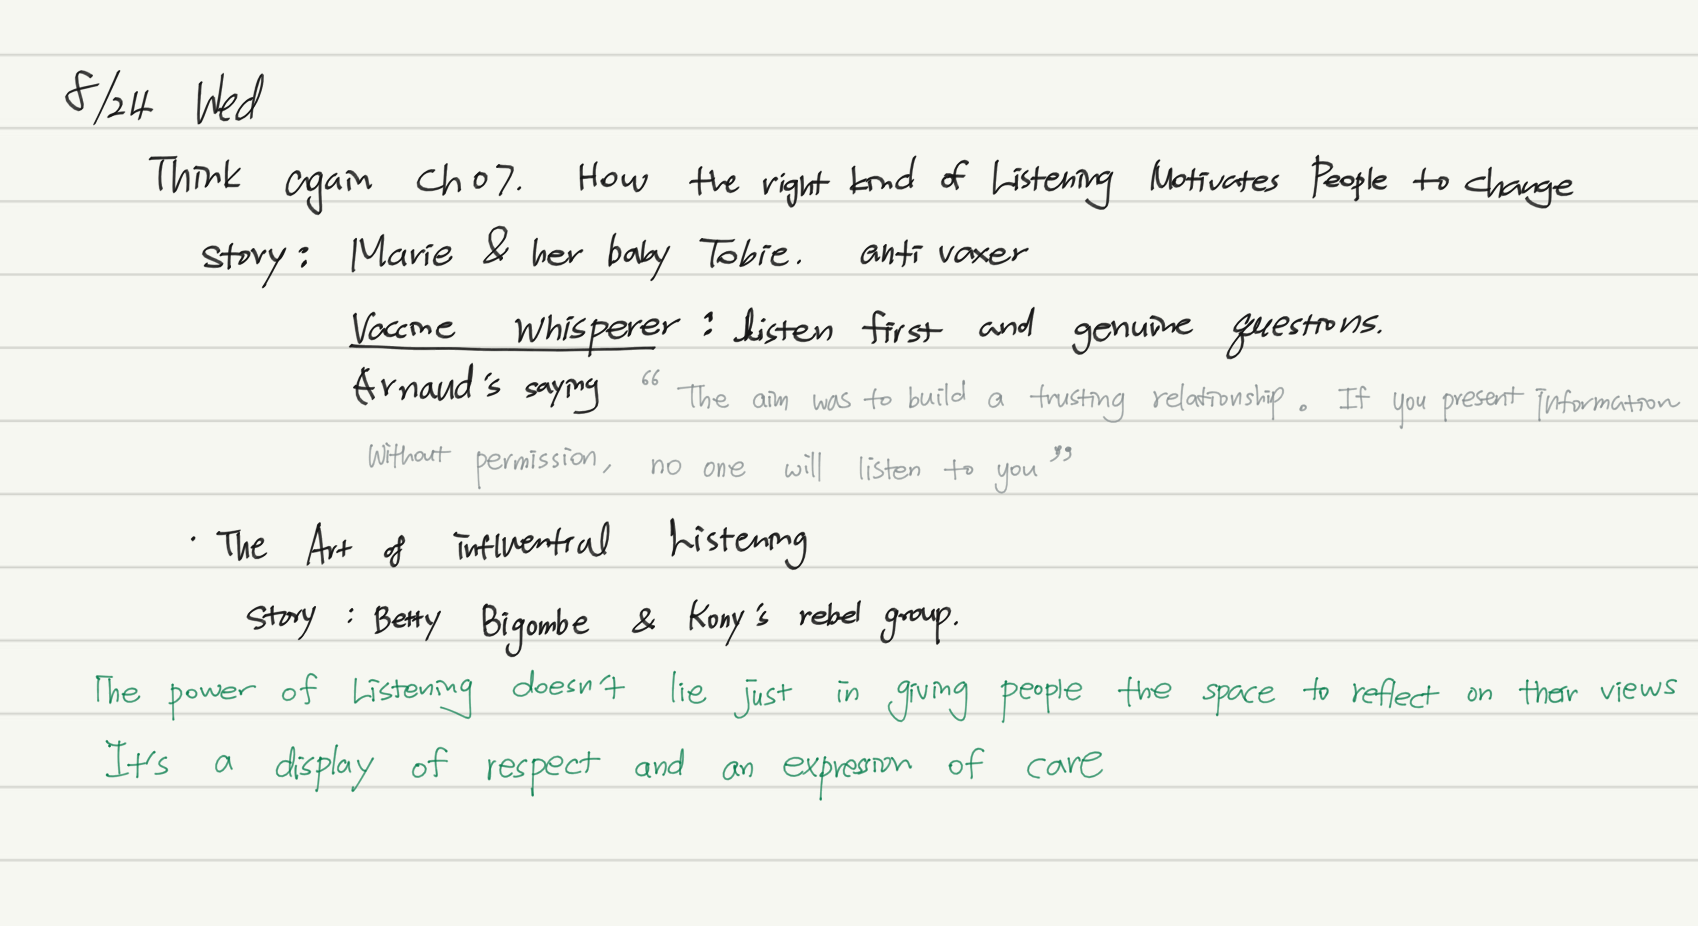 8/24 Wed
Think again Ch 07. How the right kind of Listening Motivates People to change
Story: Marie & her baby Tobie. anti vaxer
Vaccine Whisperer : listen first and genuine questions.
Arnaud's saying “The aim was to build a trusting relationship. If you present information
without permission, no one will listen to you”
· The Art of influential Listening
Story : Betty Bigombe & Kony's rebel group.
The power of Listening doesn't lie just in giving people the space to reflect on their views
It's a display of respect and an expression of care